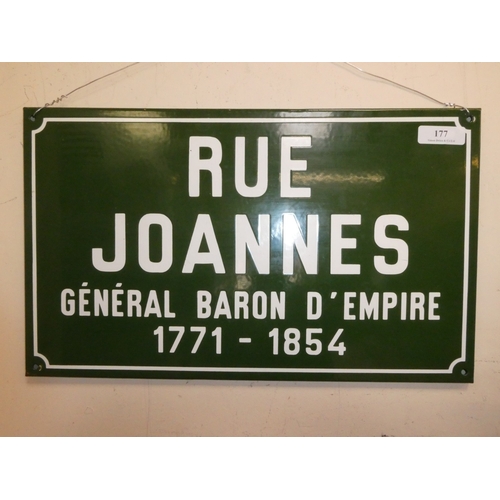 177
RUE
JOANNES
GÉNÉRAL BARON D'EMPIRE
1771 - 1854